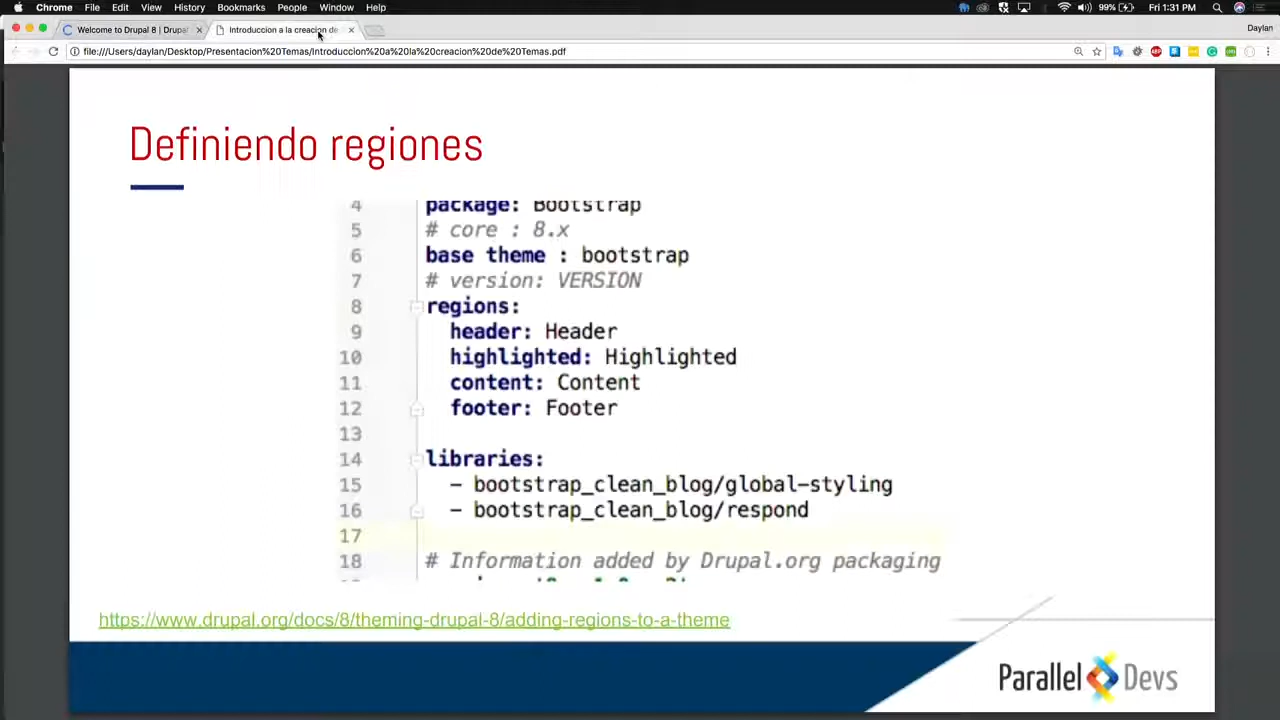 Chrome File Edit View History Bookmarks People Window Help 99% Fri 1:31 PM
Welcome to Drupal 8 | Drupal
Introduccion a la creacion de
Daylan
file:///Users/daylan/Desktop/Presentacion%20Temas/Introduccion%20a%20la%20creacion%20de%20Temas.pdf
Definiendo regiones
4 package: Bootstrap
5 # core : 8.x
6 base theme : bootstrap
7 # version: VERSION
8 regions:
9 header: Header
10 highlighted: Highlighted
11 content: Content
12 footer: Footer
13
14 libraries:
15 - bootstrap_clean_blog/global-styling
16 - bootstrap_clean_blog/respond
17
18 # Information added by Drupal.org packaging
https://www.drupal.org/docs/8/theming-drupal-8/adding-regions-to-a-theme
Parallel Devs